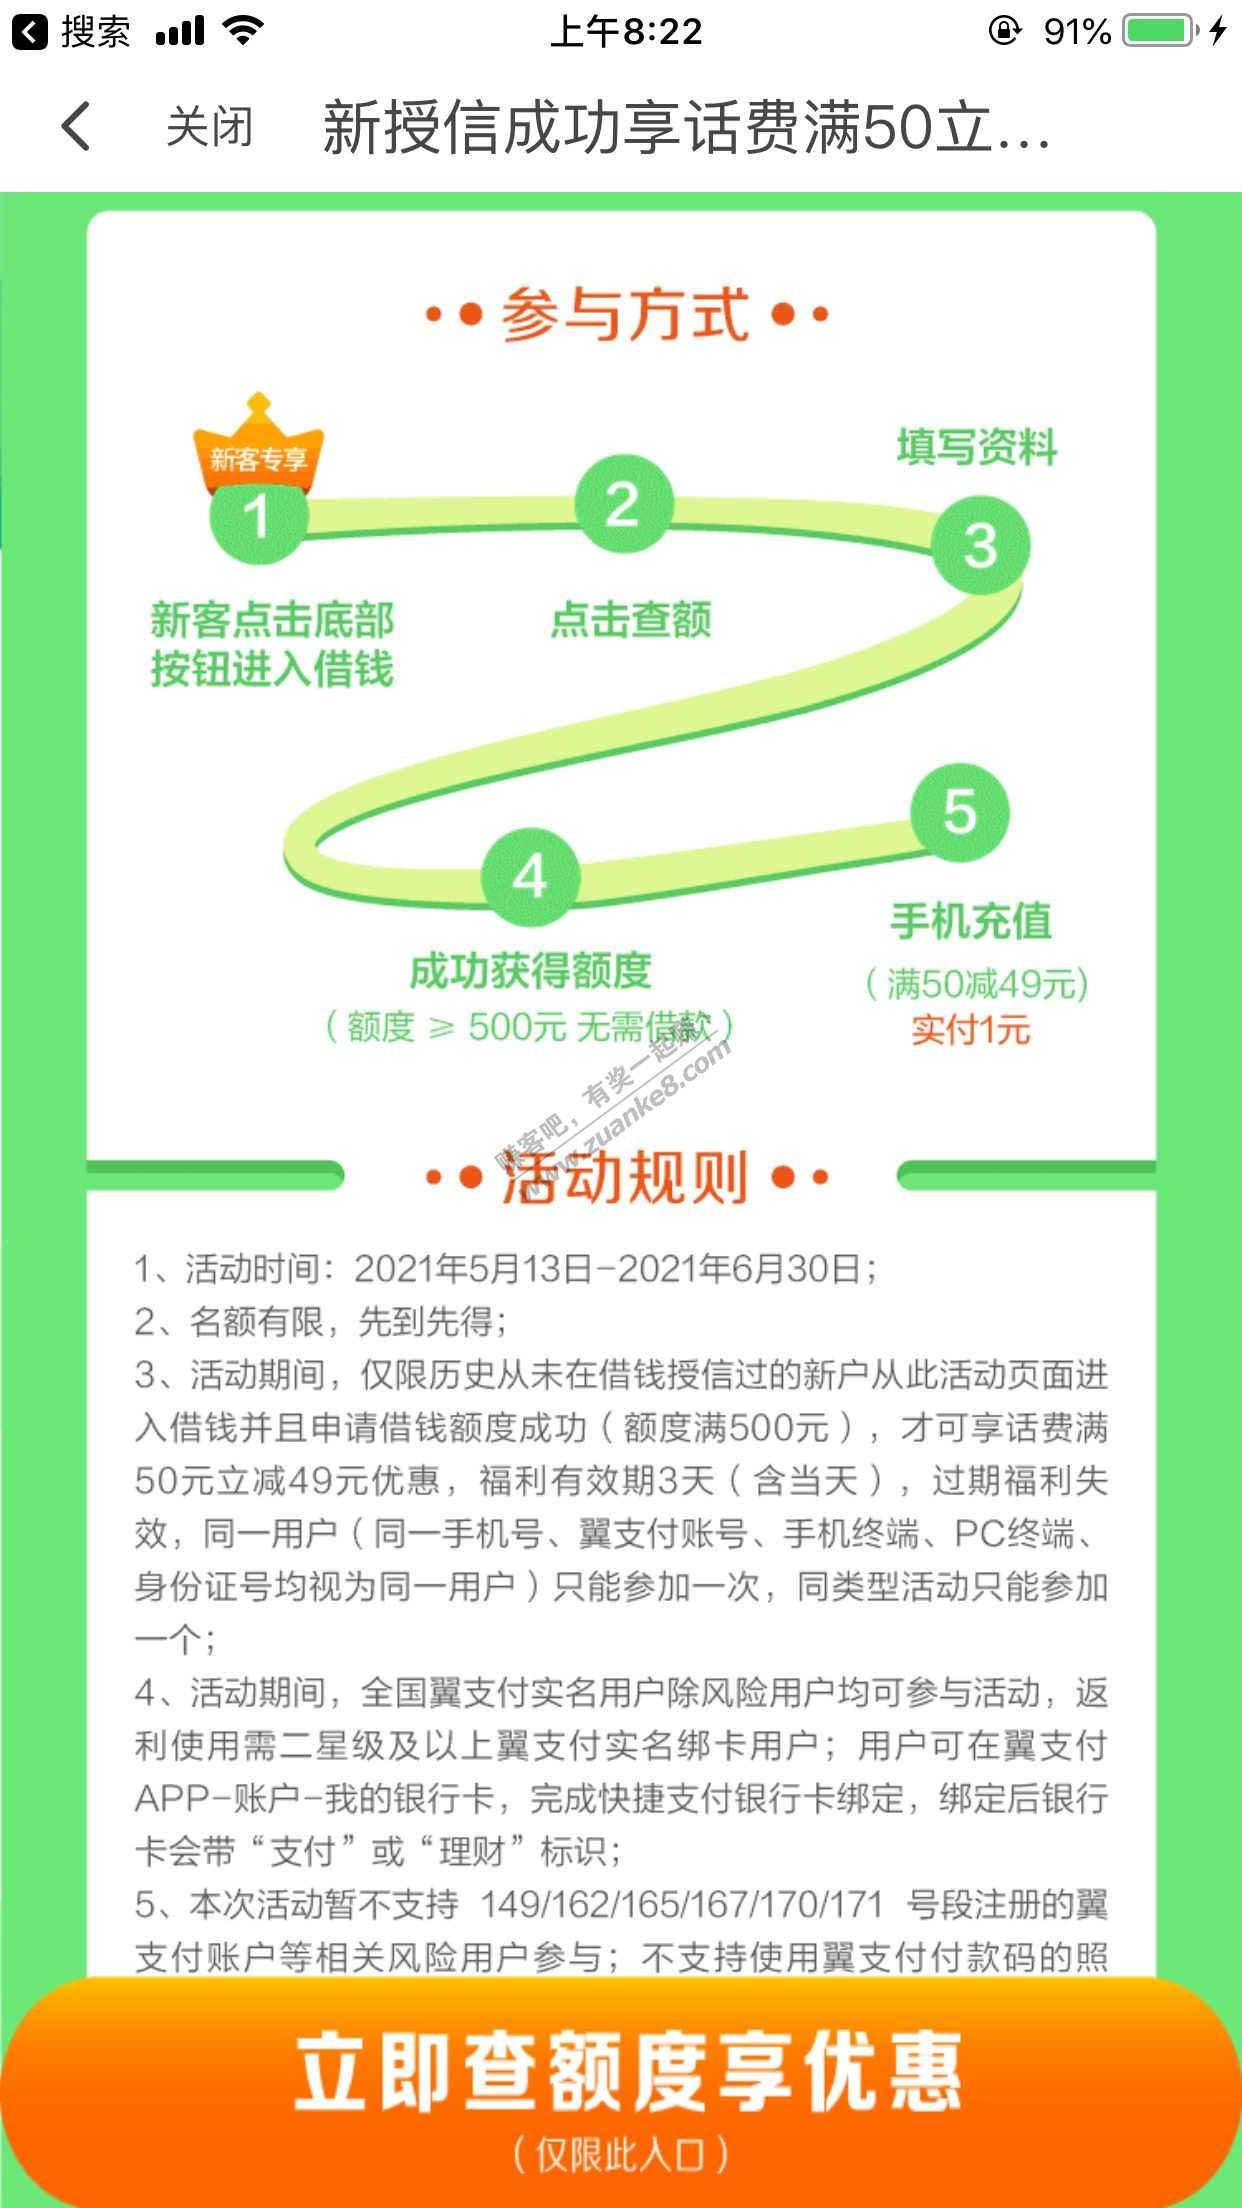 搜索
上午8:22
91%
关闭
新授信成功享话费满50立...
参与方式
新客专享
1
2
填写资料
3
新客点击底部
按钮进入借钱
点击查额
4
5
成功获得额度
（额度 ≥ 500元 无需借款）
手机充值
（满50减49元)
实付1元
赚客吧，有奖一起赚！
www.zuanke8.com
活动规则
1、活动时间：2021年5月13日-2021年6月30日；
2、名额有限，先到先得；
3、活动期间，仅限历史从未在借钱授信过的新户从此活动页面进
入借钱并且申请借钱额度成功（额度满500元），才可享话费满
50元立减49元优惠，福利有效期3天（含当天），过期福利失
效，同一用户（同一手机号、翼支付账号、手机终端、PC终端、
身份证号均视为同一用户）只能参加一次，同类型活动只能参加
一个；
4、活动期间，全国翼支付实名用户除风险用户均可参与活动，返
利使用需二星级及以上翼支付实名绑卡用户；用户可在翼支付
APP-账户-我的银行卡，完成快捷支付银行卡绑定，绑定后银行
卡会带“支付”或“理财”标识；
5、本次活动暂不支持 149/162/165/167/170/171 号段注册的翼
支付账户等相关风险用户参与；不支持使用翼支付付款码的照
立即查额度享优惠
（仅限此入口）